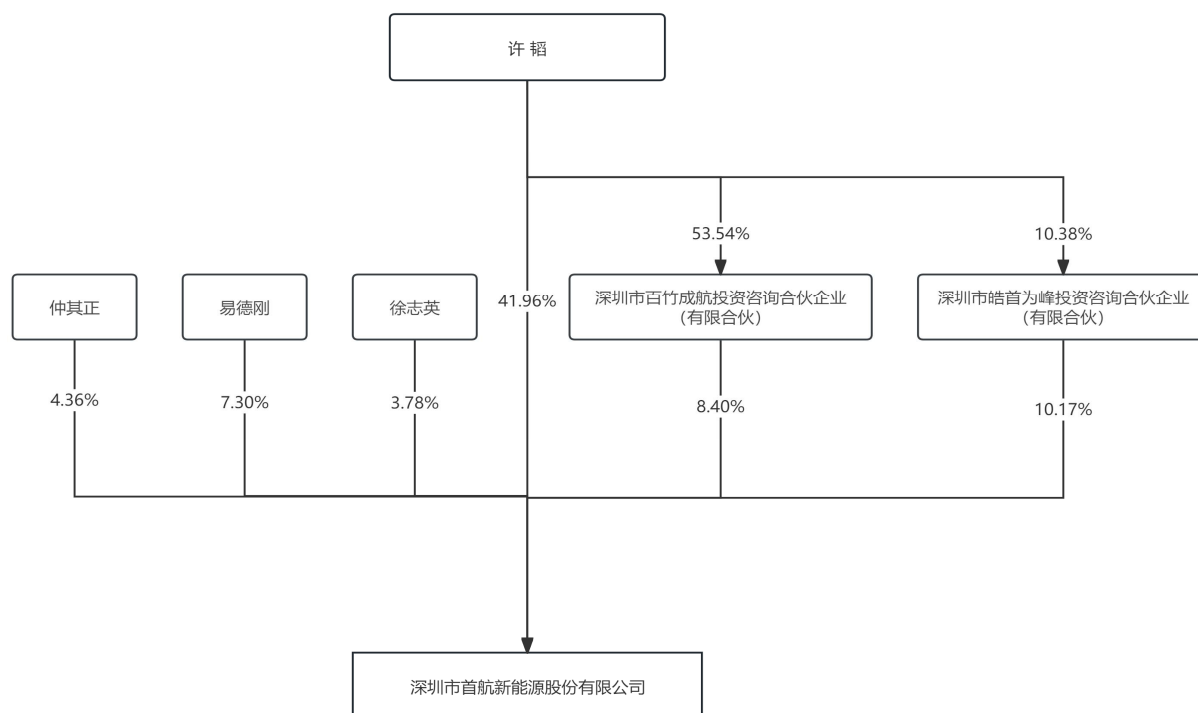 许 韬
53.54%
10.38%
仲其正
易德刚
徐志英
41.96%
深圳市百竹成航投资咨询合伙企业
（有限合伙）
深圳市皓首为峰投资咨询合伙企业
（有限合伙）
4.36%
7.30%
3.78%
8.40%
10.17%
深圳市首航新能源股份有限公司